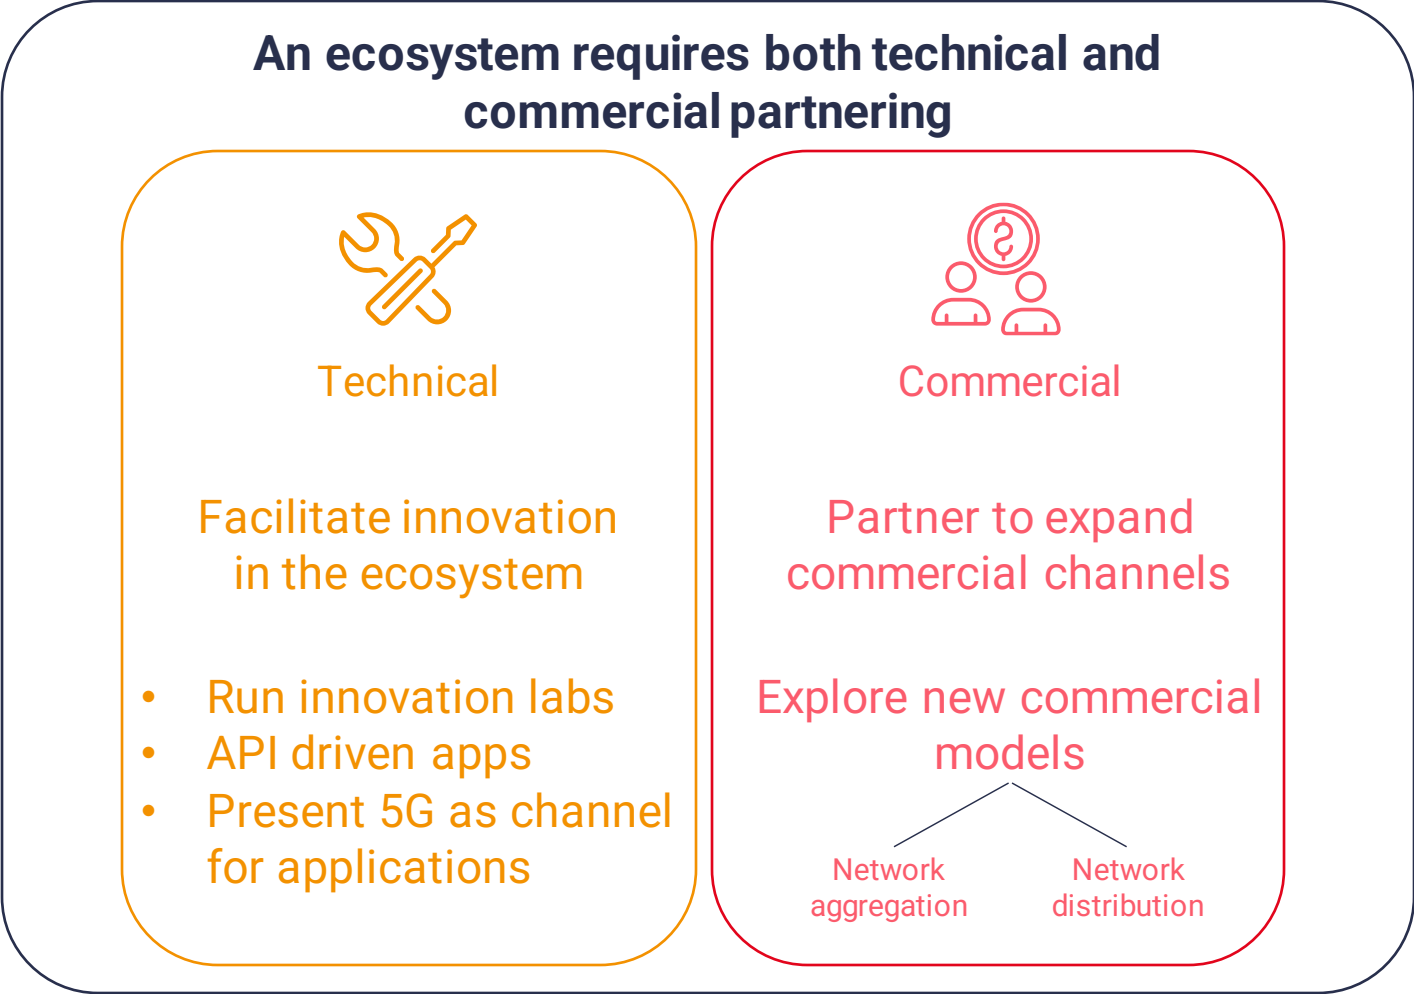 An ecosystem requires both technical and
commercial partnering
Technical
Facilitate innovation
in the ecosystem
• Run innovation labs
• API driven apps
• Present 5G as channel
for applications
Commercial
Partner to expand
commercial channels
Explore new commercial
models
Network
aggregation
Network
distribution